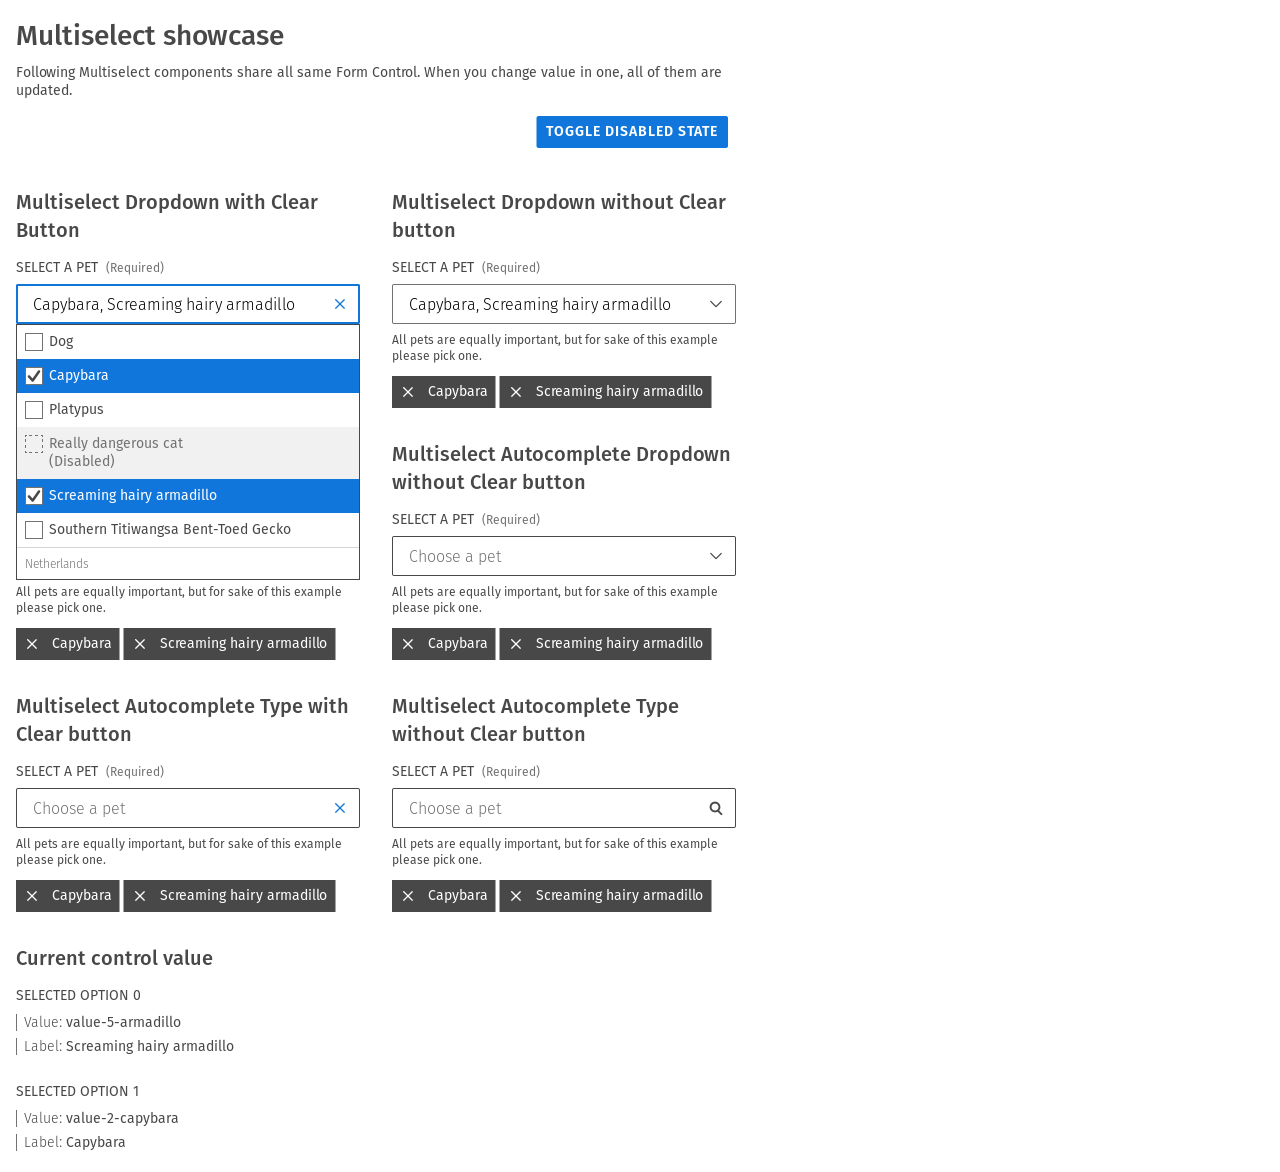 Multiselect showcase
Following Multiselect components share all same Form Control. When you change value in one, all of them are
updated.
TOGGLE DISABLED STATE
Multiselect Dropdown with Clear
Button
SELECT A PET (Required)
Capybara, Screaming hairy armadillo
Dog
Capybara
Platypus
Really dangerous cat
(Disabled)
Screaming hairy armadillo
Southern Titiwangsa Bent-Toed Gecko
Netherlands
All pets are equally important, but for sake of this example
please pick one.
Capybara
Screaming hairy armadillo
Multiselect Dropdown without Clear
button
SELECT A PET (Required)
Capybara, Screaming hairy armadillo
All pets are equally important, but for sake of this example
please pick one.
Capybara
Screaming hairy armadillo
Multiselect Autocomplete Dropdown
without Clear button
SELECT A PET (Required)
Choose a pet
All pets are equally important, but for sake of this example
please pick one.
Capybara
Screaming hairy armadillo
Multiselect Autocomplete Type with
Clear button
SELECT A PET (Required)
Choose a pet
All pets are equally important, but for sake of this example
please pick one.
Capybara
Screaming hairy armadillo
Multiselect Autocomplete Type
without Clear button
SELECT A PET (Required)
Choose a pet
All pets are equally important, but for sake of this example
please pick one.
Capybara
Screaming hairy armadillo
Current control value
SELECTED OPTION 0
Value: value-5-armadillo
Label: Screaming hairy armadillo
SELECTED OPTION 1
Value: value-2-capybara
Label: Capybara